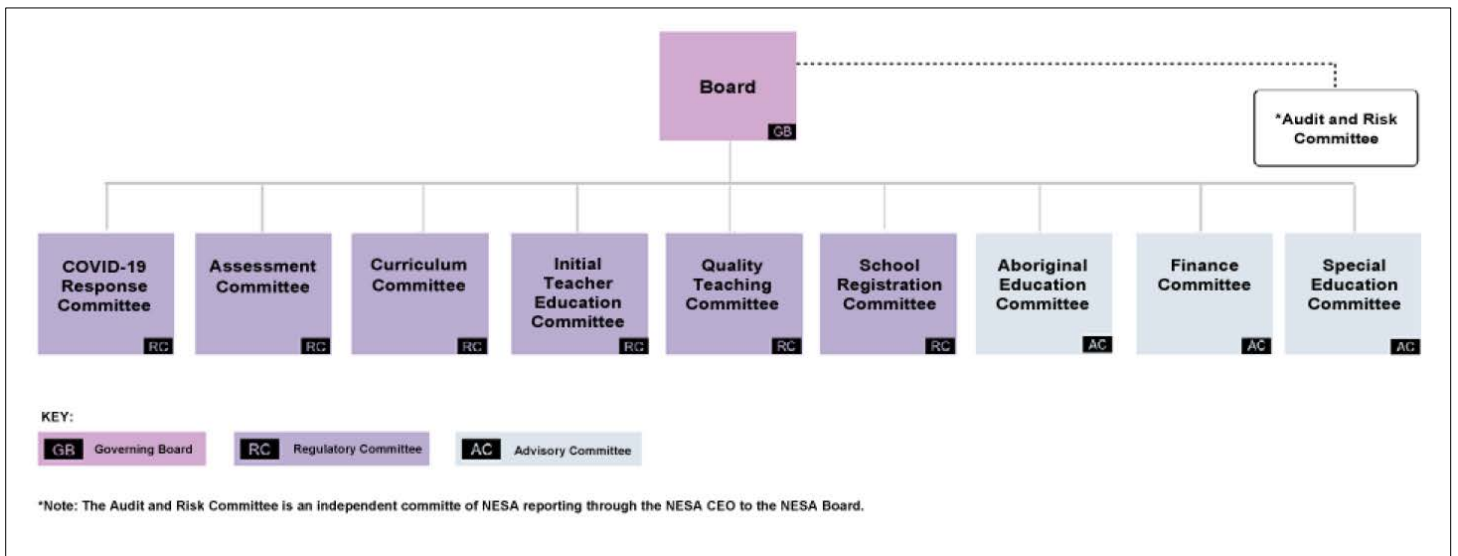 Board
GB
*Audit and Risk
Committee
COVID-19
Response
Committee
RC
Assessment
Committee
RC
Curriculum
Committee
RC
Initial
Teacher
Education
Committee
RC
Quality
Teaching
Committee
RC
School
Registration
Committee
RC
Aboriginal
Education
Committee
AC
Finance
Committee
AC
Special
Education
Committee
AC
KEY:
GB Governing Board
RC Regulatory Committee
AC Advisory Committee
*Note: The Audit and Risk Committee is an independent committe of NESA reporting through the NESA CEO to the NESA Board.